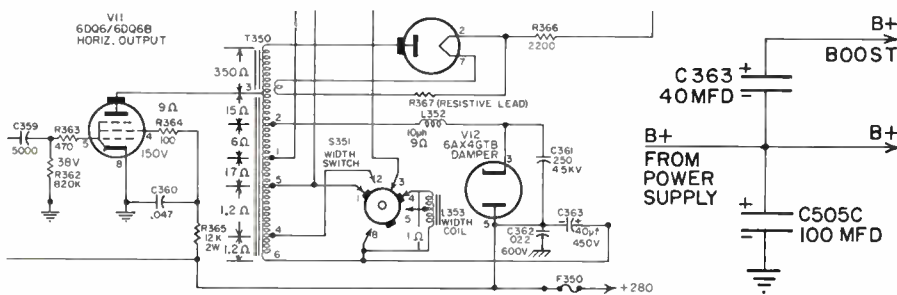 V11
6DQ6/6DQ6B
HORIZ. OUTPUT
T350
350Ω
3
15Ω
2
6Ω
1
17Ω
5
1.2Ω
4
1.2Ω
6
2
7
R366
2200
R367 (RESISTIVE LEAD)
L352
10µh
9Ω
V12
6AX4GTB
DAMPER
3
5
C361
250
4.5KV
C359
5000
R363
470
5
38V
R362
820K
8
9Ω
R364
100
4
150V
C360
.047
R365
12K
2W
S351
WIDTH
SWITCH
1
2
3
4
5
8
L353
WIDTH
COIL
1Ω
C362
.022
600V
C363
40µf
450V
F350
+280
B+
BOOST
C363
40MFD
+
B+
FROM
POWER
SUPPLY
B+
+
C505C
100 MFD